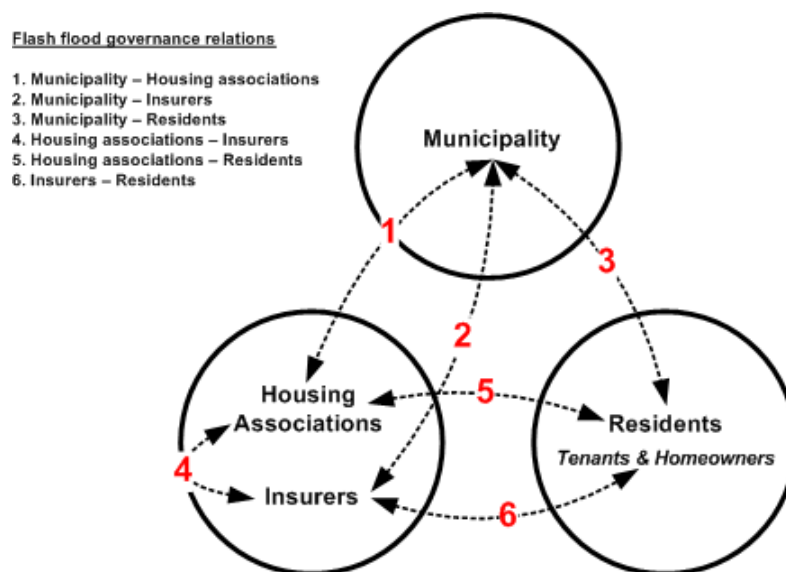 Flash flood governance relations
1. Municipality – Housing associations
2. Municipality – Insurers
3. Municipality – Residents
4. Housing associations – Insurers
5. Housing associations – Residents
6. Insurers – Residents
Municipality
1
3
2
Housing
Associations
5
Residents
Tenants & Homeowners
4
Insurers
6